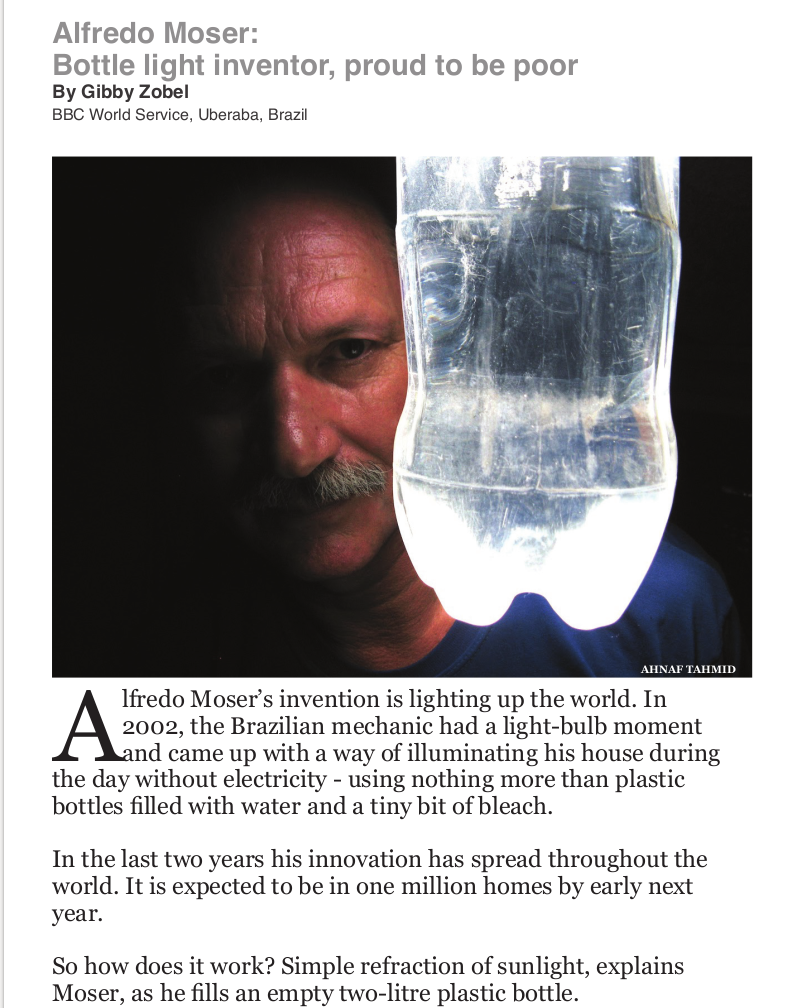 Alfredo Moser:
Bottle light inventor, proud to be poor
By Gibby Zobel
BBC World Service, Uberaba, Brazil
AHNAF TAHMID
Alfredo Moser’s invention is lighting up the world. In
2002, the Brazilian mechanic had a light-bulb moment
and came up with a way of illuminating his house during
the day without electricity - using nothing more than plastic
bottles filled with water and a tiny bit of bleach.
In the last two years his innovation has spread throughout the
world. It is expected to be in one million homes by early next
year.
So how does it work? Simple refraction of sunlight, explains
Moser, as he fills an empty two-litre plastic bottle.